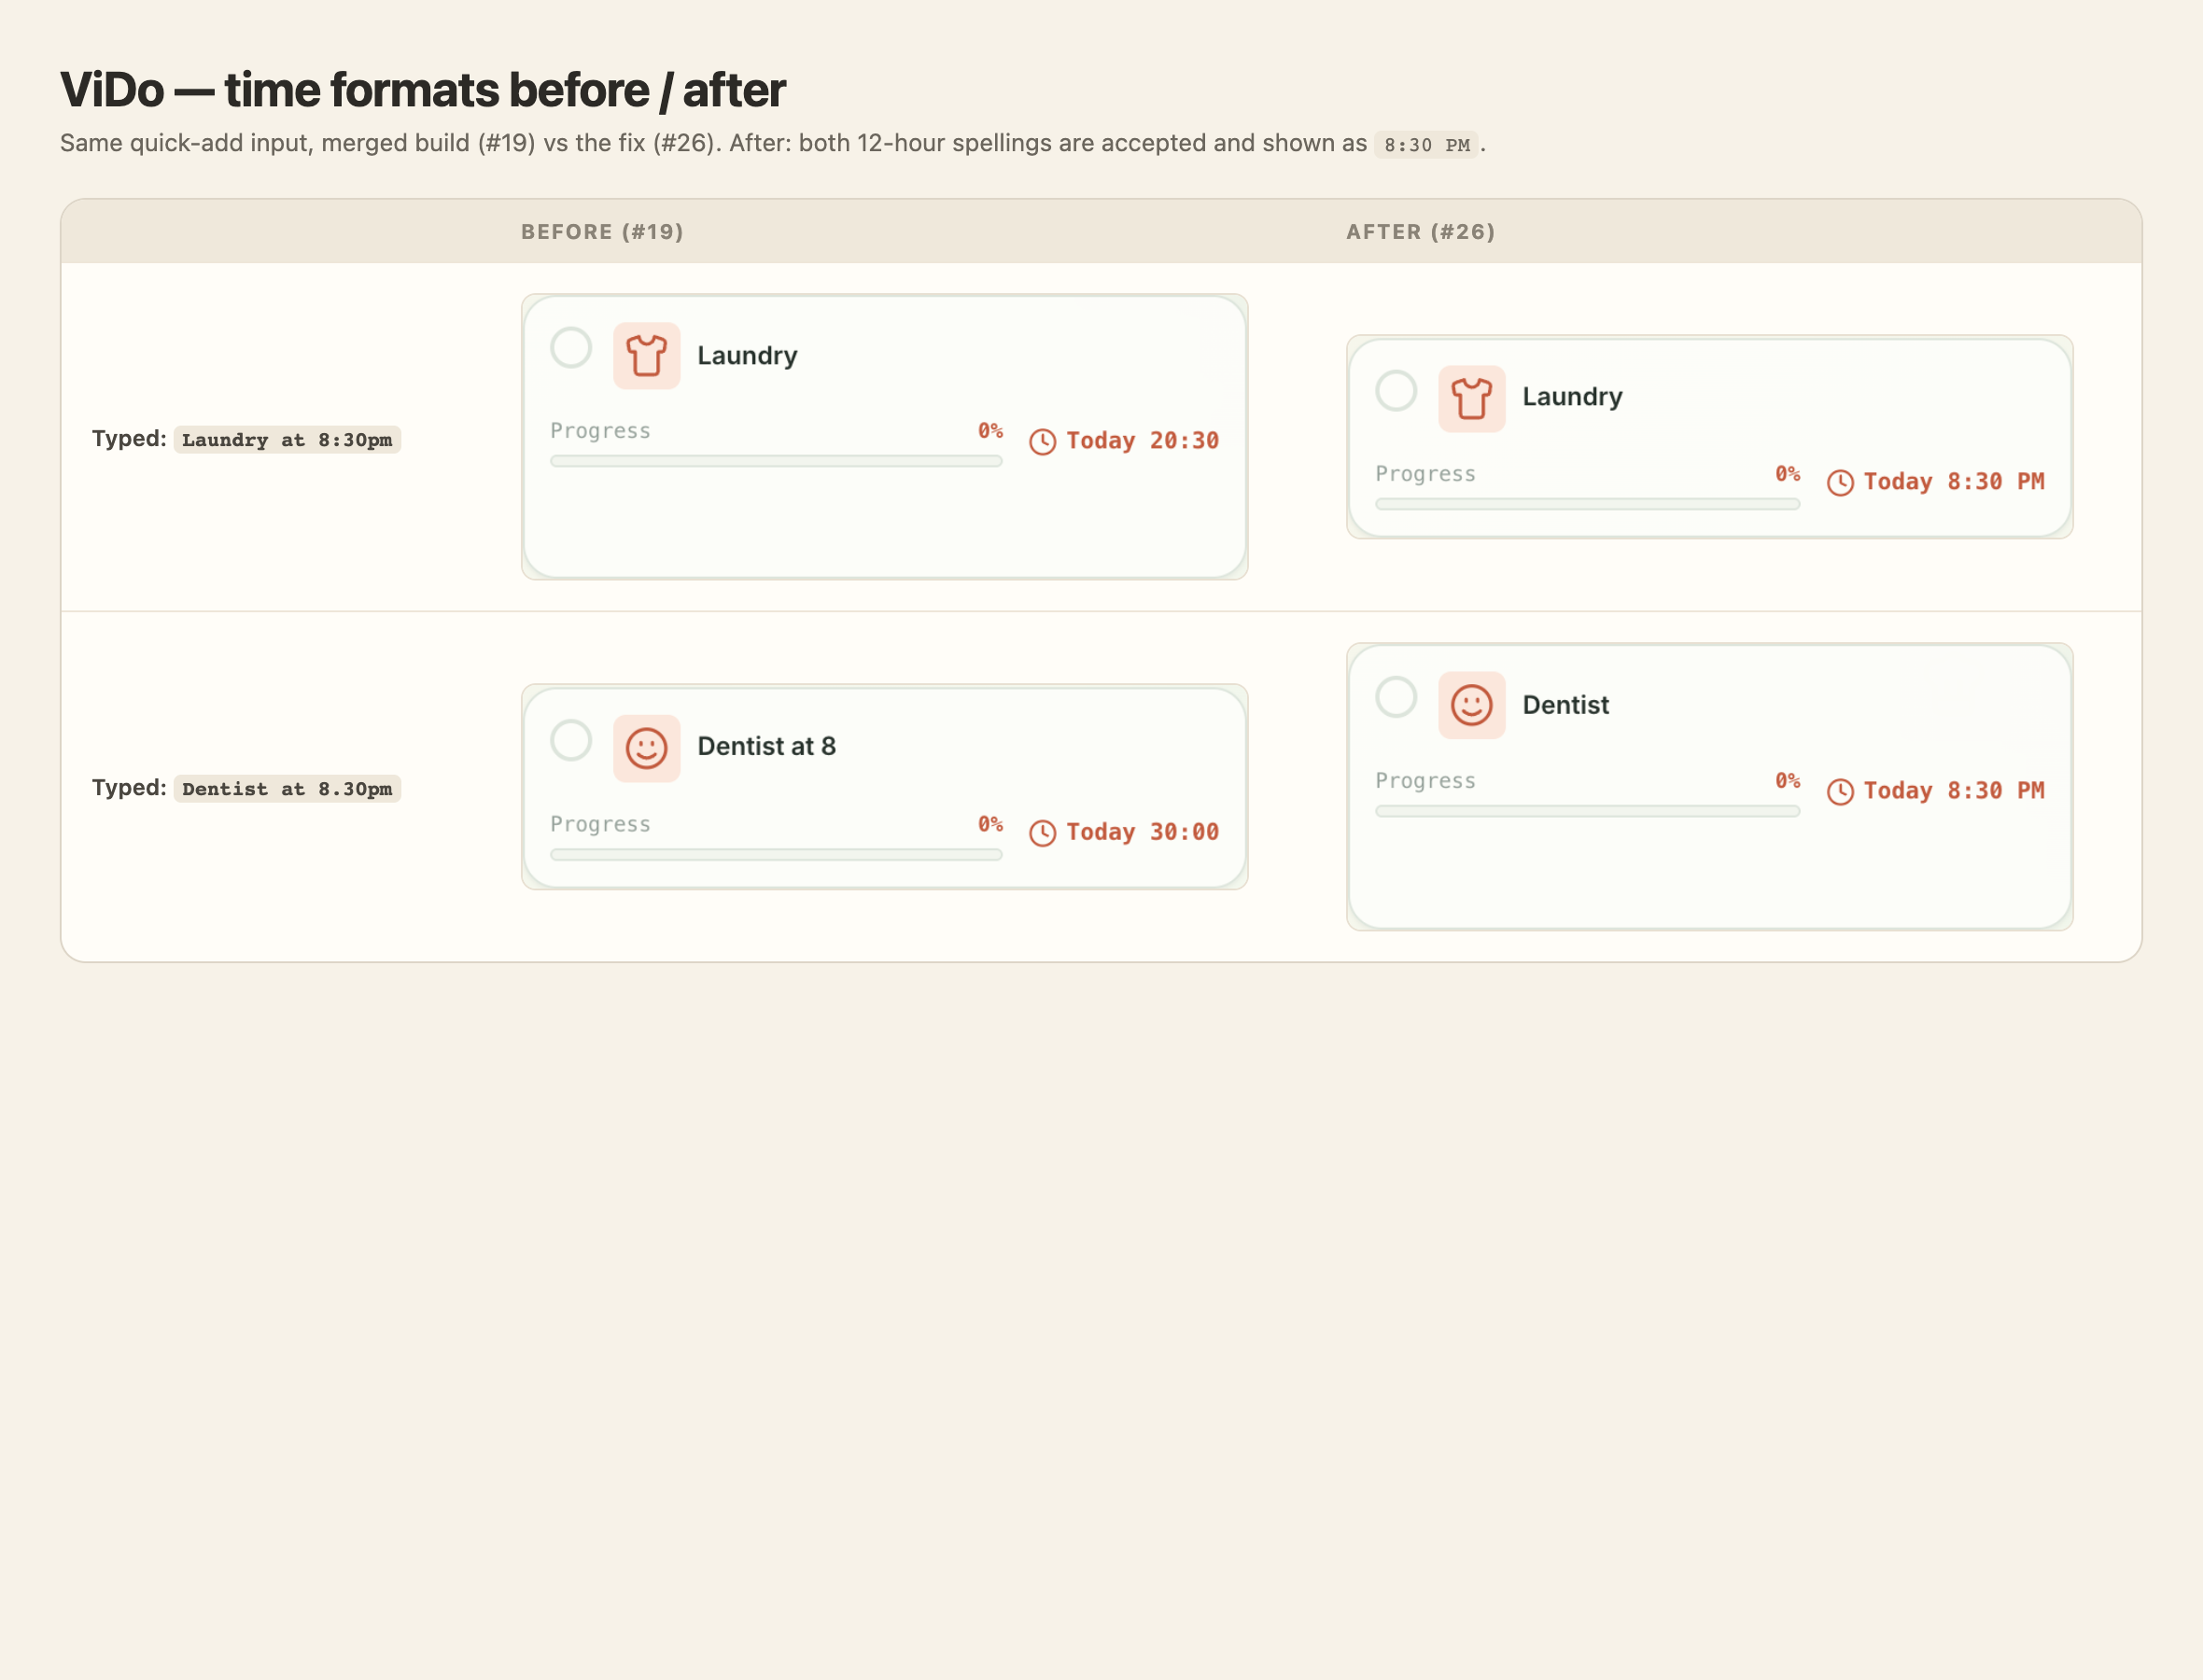 ViDo — time formats before / after
Same quick-add input, merged build (#19) vs the fix (#26). After: both 12-hour spellings are accepted and shown as 8:30 PM.
BEFORE (#19) AFTER (#26)
Typed: Laundry at 8:30pm
Laundry
Progress 0% Today 20:30
Laundry
Progress 0% Today 8:30 PM
Typed: Dentist at 8.30pm
Dentist at 8
Progress 0% Today 30:00
Dentist
Progress 0% Today 8:30 PM